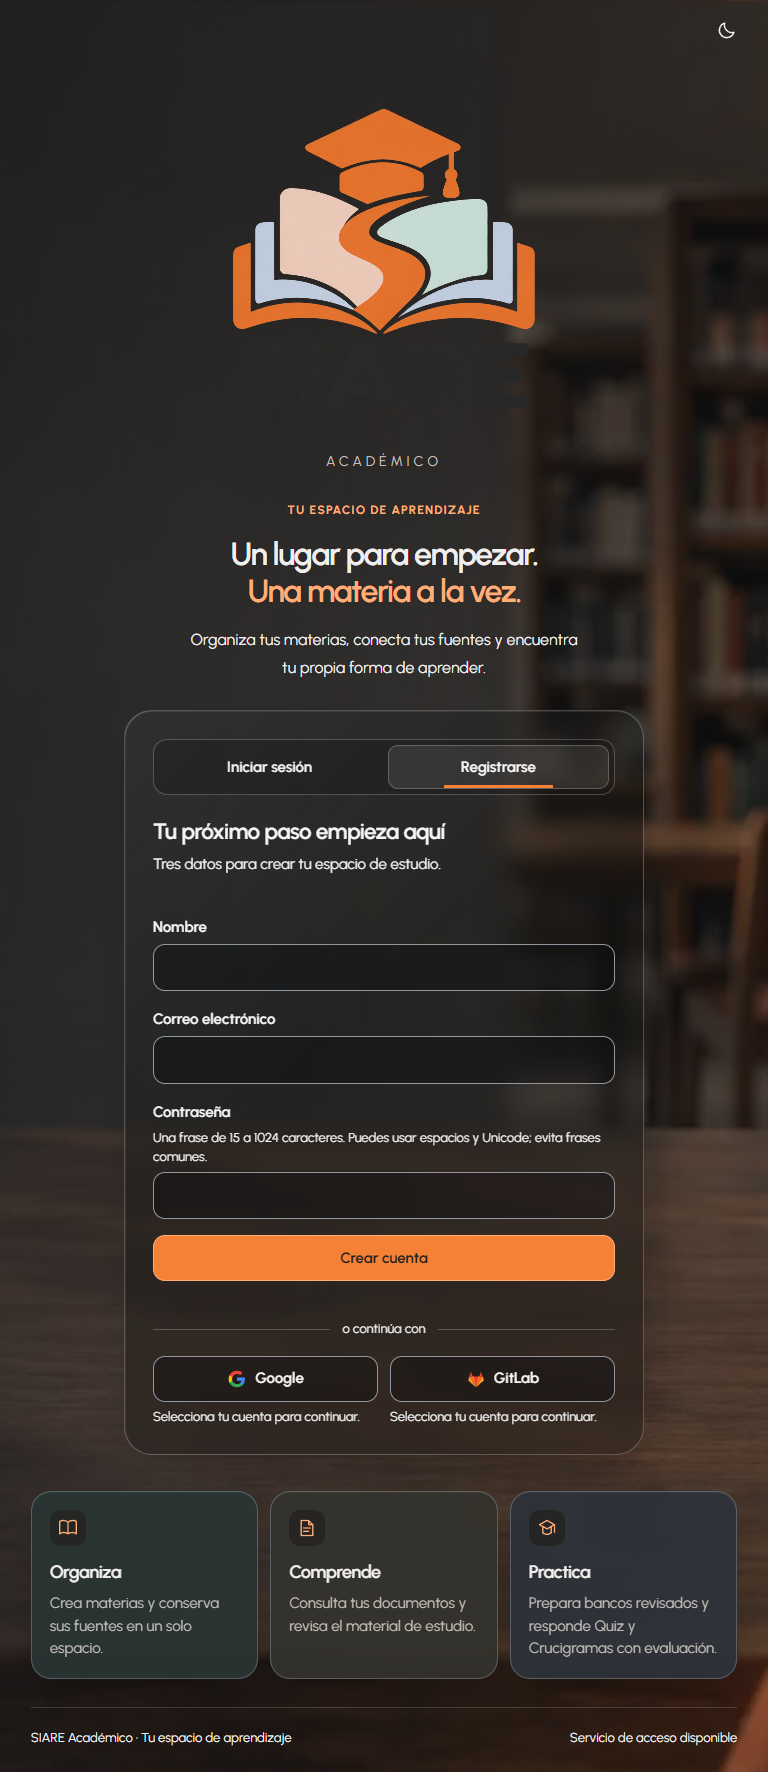 SIARE
ACADÉMICO
TU ESPACIO DE APRENDIZAJE
Un lugar para empezar.
Una materia a la vez.
Organiza tus materias, conecta tus fuentes y encuentra
tu propia forma de aprender.
Iniciar sesión
Registrarse
Tu próximo paso empieza aquí
Tres datos para crear tu espacio de estudio.
Nombre
Correo electrónico
Contraseña
Una frase de 15 a 1024 caracteres. Puedes usar espacios y Unicode; evita frases
comunes.
Crear cuenta
o continúa con
Google
GitLab
Selecciona tu cuenta para continuar.
Selecciona tu cuenta para continuar.
Organiza
Crea materias y conserva
sus fuentes en un solo
espacio.
Comprende
Consulta tus documentos y
revisa el material de estudio.
Practica
Prepara bancos revisados y
responde Quiz y
Crucigramas con evaluación.
SIARE Académico · Tu espacio de aprendizaje
Servicio de acceso disponible